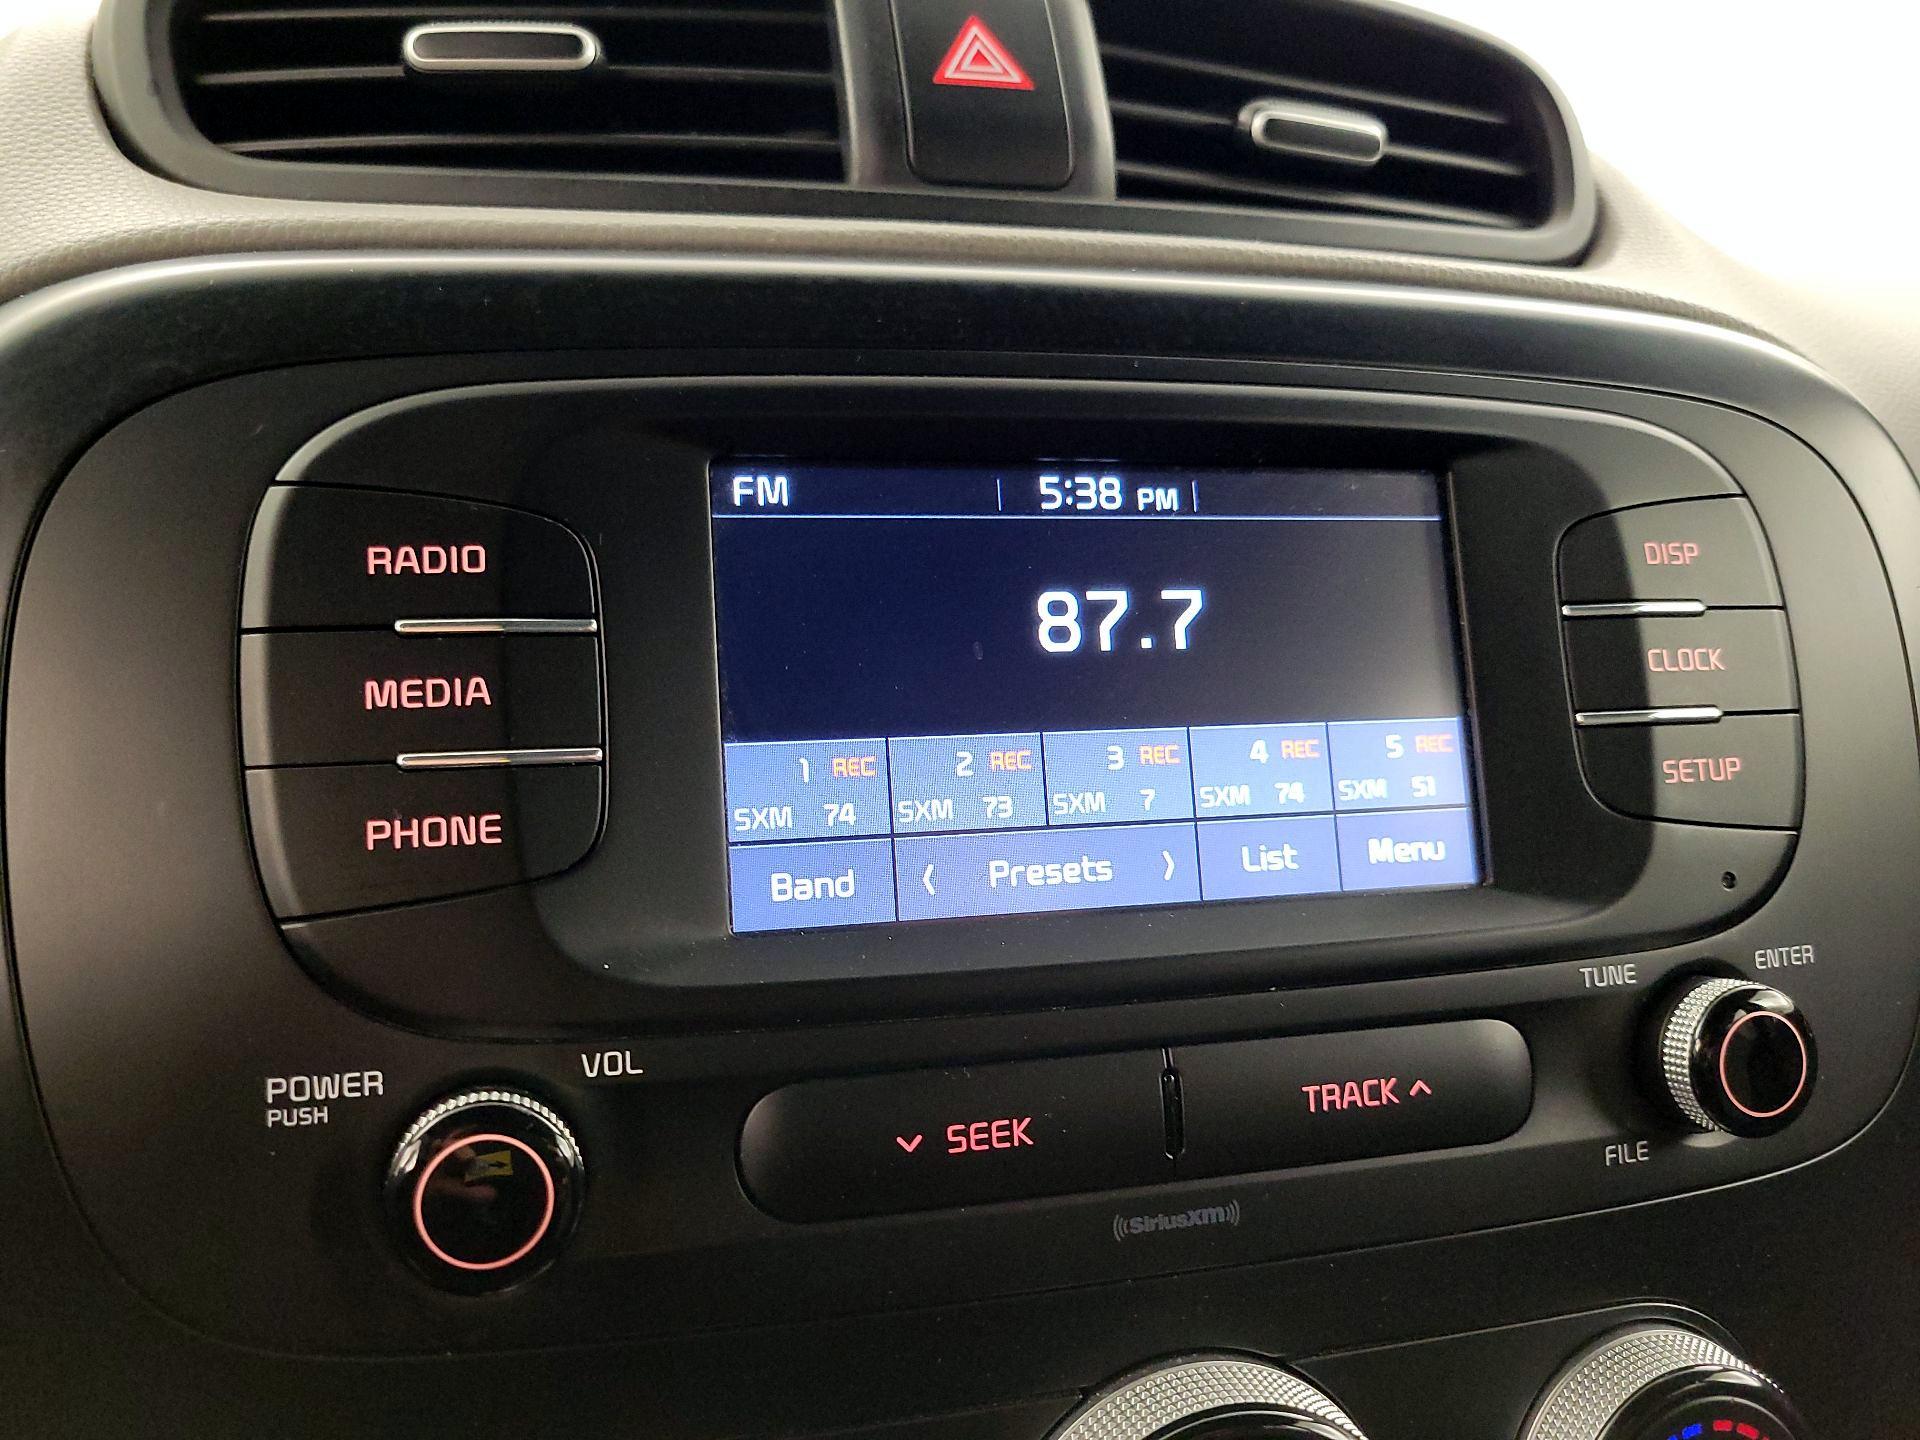 FM 5:38 PM
87.7
1 REC 2 REC 3 REC 4 REC 5 REC
SXM 74 SXM 73 SXM 7 SXM 74 SXM 51
Band < Presets > List Menu
RADIO
MEDIA
PHONE
DISP
CLOCK
SETUP
POWER
PUSH
VOL
SEEK
TRACK
TUNE
ENTER
FILE
SiriusXM